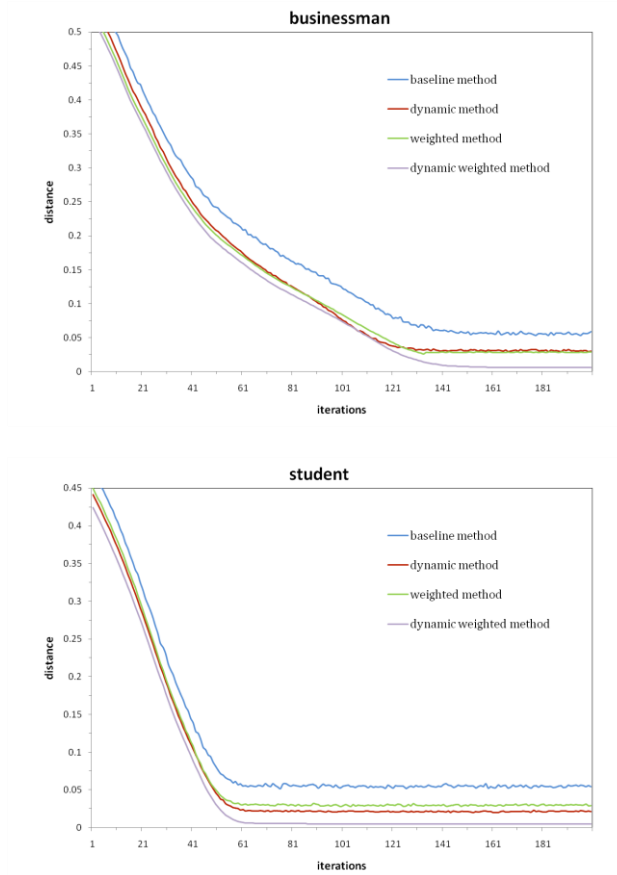 businessman
0.5
0.45
0.4
0.35
0.3
0.25
0.2
0.15
0.1
0.05
0
distance
baseline method
dynamic method
weighted method
dynamic weighted method
1 21 41 61 81 101 121 141 161 181
iterations
student
0.45
0.4
0.35
0.3
0.25
0.2
0.15
0.1
0.05
0
distance
baseline method
dynamic method
weighted method
dynamic weighted method
1 21 41 61 81 101 121 141 161 181
iterations